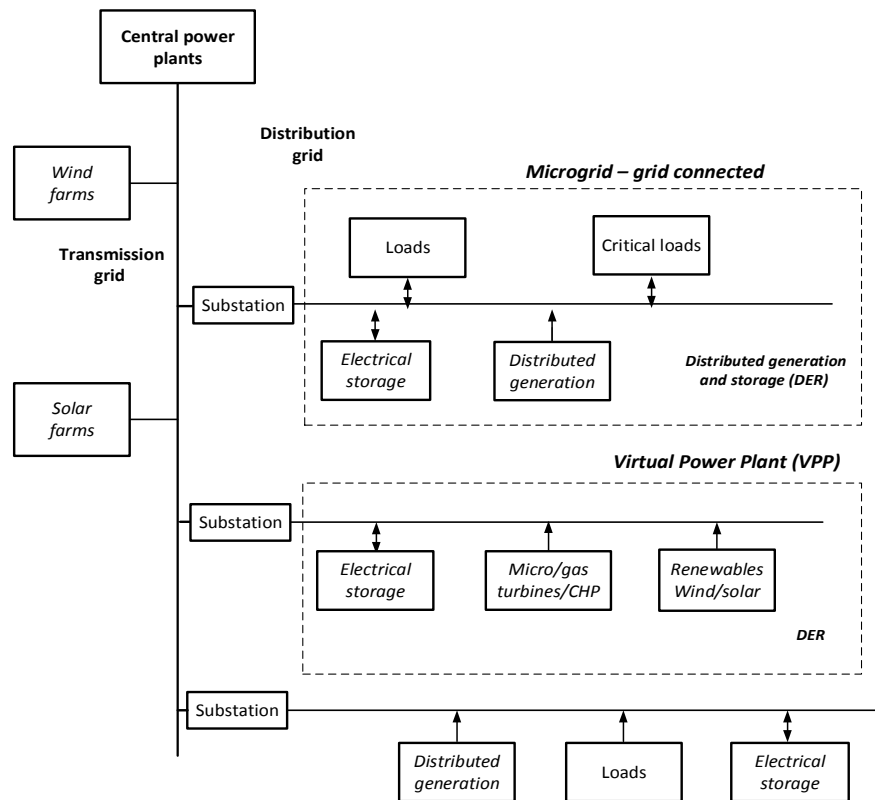 Central power
plants
Distribution
grid
Wind
farms
Microgrid – grid connected
Transmission
grid
Loads
Critical loads
Substation
Electrical
storage
Distributed
generation
Distributed generation
and storage (DER)
Solar
farms
Virtual Power Plant (VPP)
Substation
Electrical
storage
Micro/gas
turbines/CHP
Renewables
Wind/solar
DER
Substation
Distributed
generation
Loads
Electrical
storage